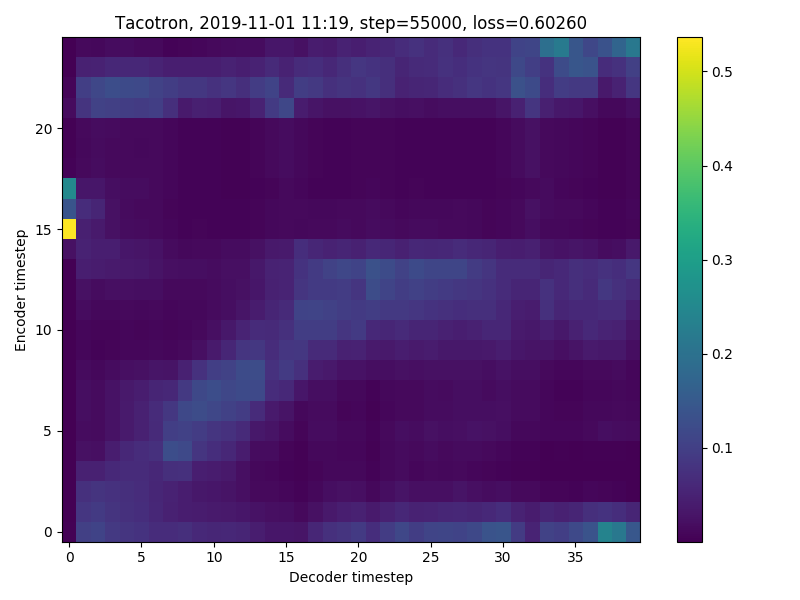 Tacotron, 2019-11-01 11:19, step=55000, loss=0.60260
Encoder timestep
20
15
10
5
0
0 5 10 15 20 25 30 35
Decoder timestep
0.5
0.4
0.3
0.2
0.1